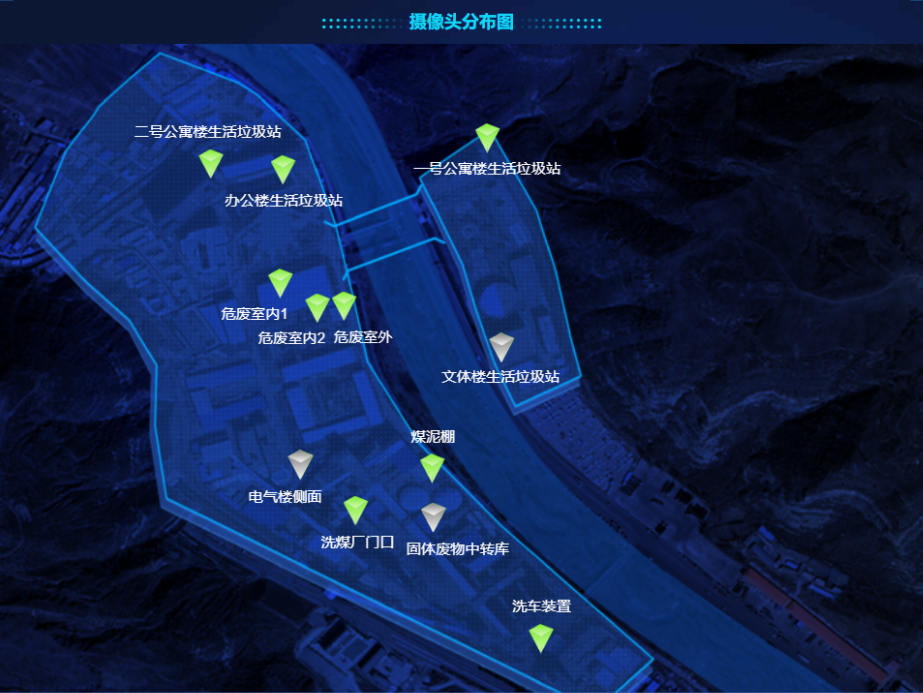 摄像头分布图
二号公寓楼生活垃圾站
一号公寓楼生活垃圾站
办公楼生活垃圾站
危废室内1
危废室内2
危废室外
文体楼生活垃圾站
煤泥棚
电气楼侧面
洗煤厂门口
固体废物中转库
洗车装置